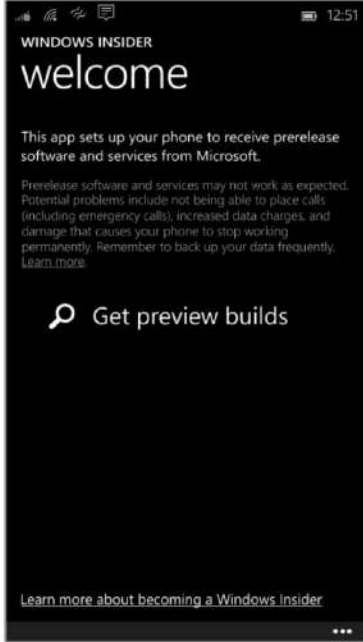 12:51
WINDOWS INSIDER
welcome
This app sets up your phone to receive prerelease
software and services from Microsoft.
Prerelease software and services may not work as expected.
Potential problems include not being able to place calls
(including emergency calls), increased data charges, and
damage that causes your phone to stop working
permanently. Remember to back up your data frequently.
Learn more.
Get preview builds
Learn more about becoming a Windows Insider